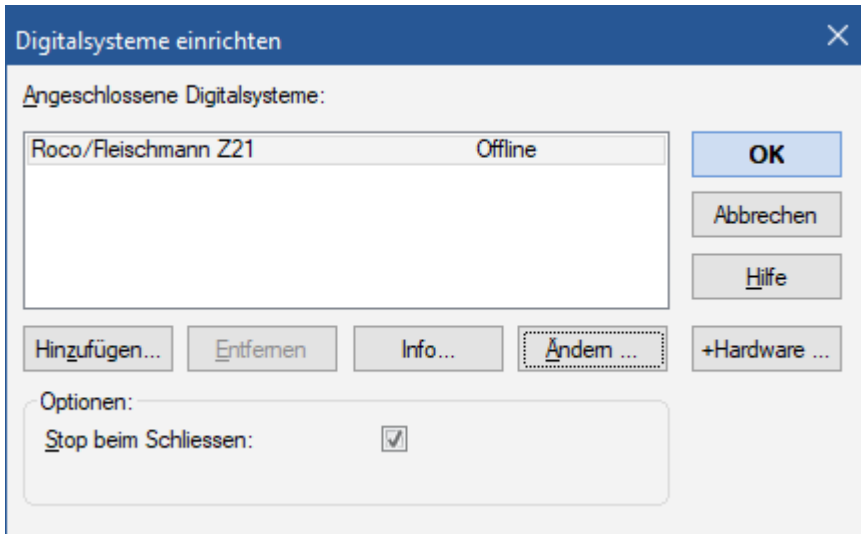 Digitalsysteme einrichten
Angeschlossene Digitalsysteme:
Roco/Fleischmann Z21 Offline
OK
Abbrechen
Hilfe
Hinzufügen... Entfernen Info... Ändern ... +Hardware ...
Optionen:
Stop beim Schliessen: